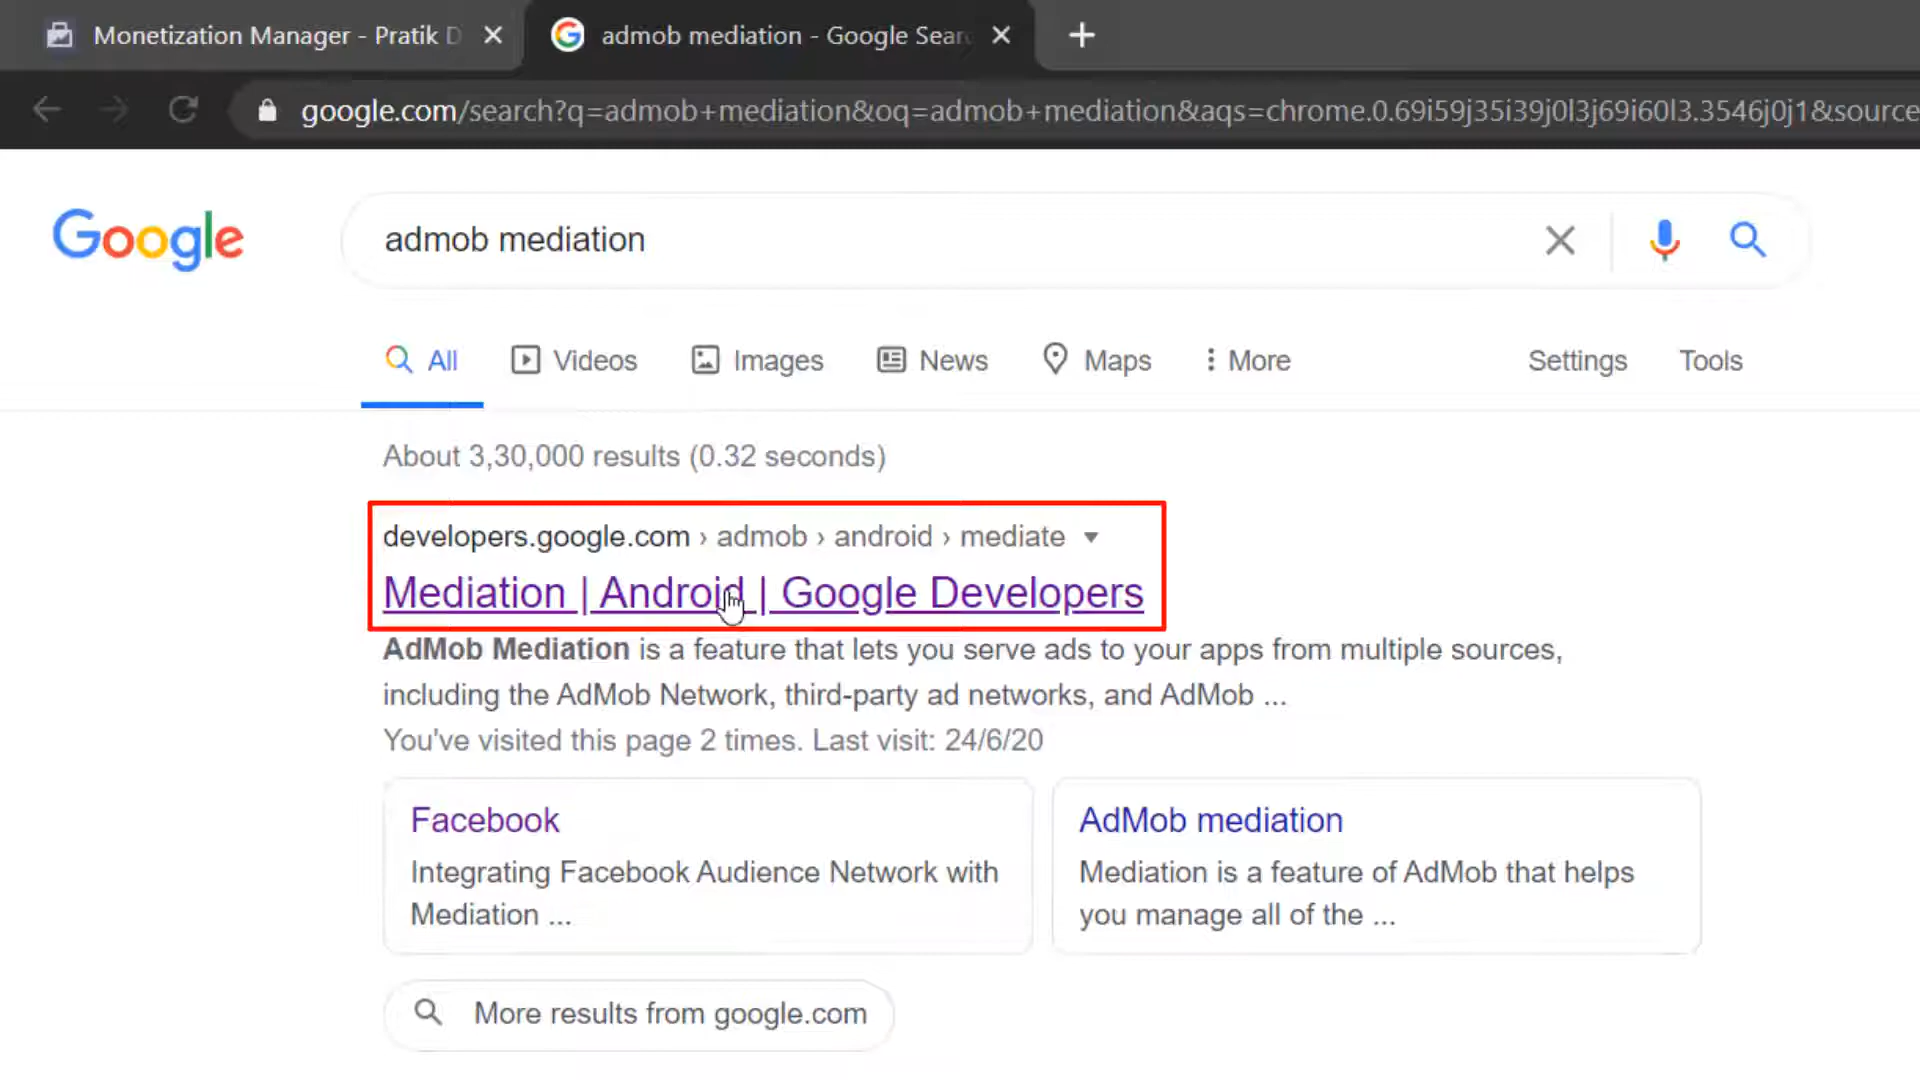 Monetization Manager - Pratik D
admob mediation - Google Sear
google.com/search?q=admob+mediation&oq=admob+mediation&aqs=chrome.0.69i59j35i39j0l3j69i60l3.3546j0j1&source
Google
admob mediation
All Videos Images News Maps More Settings Tools
About 3,30,000 results (0.32 seconds)
developers.google.com › admob › android › mediate
Mediation | Android | Google Developers
AdMob Mediation is a feature that lets you serve ads to your apps from multiple sources,
including the AdMob Network, third-party ad networks, and AdMob ...
You've visited this page 2 times. Last visit: 24/6/20
Facebook
Integrating Facebook Audience Network with
Mediation ...
AdMob mediation
Mediation is a feature of AdMob that helps
you manage all of the ...
More results from google.com